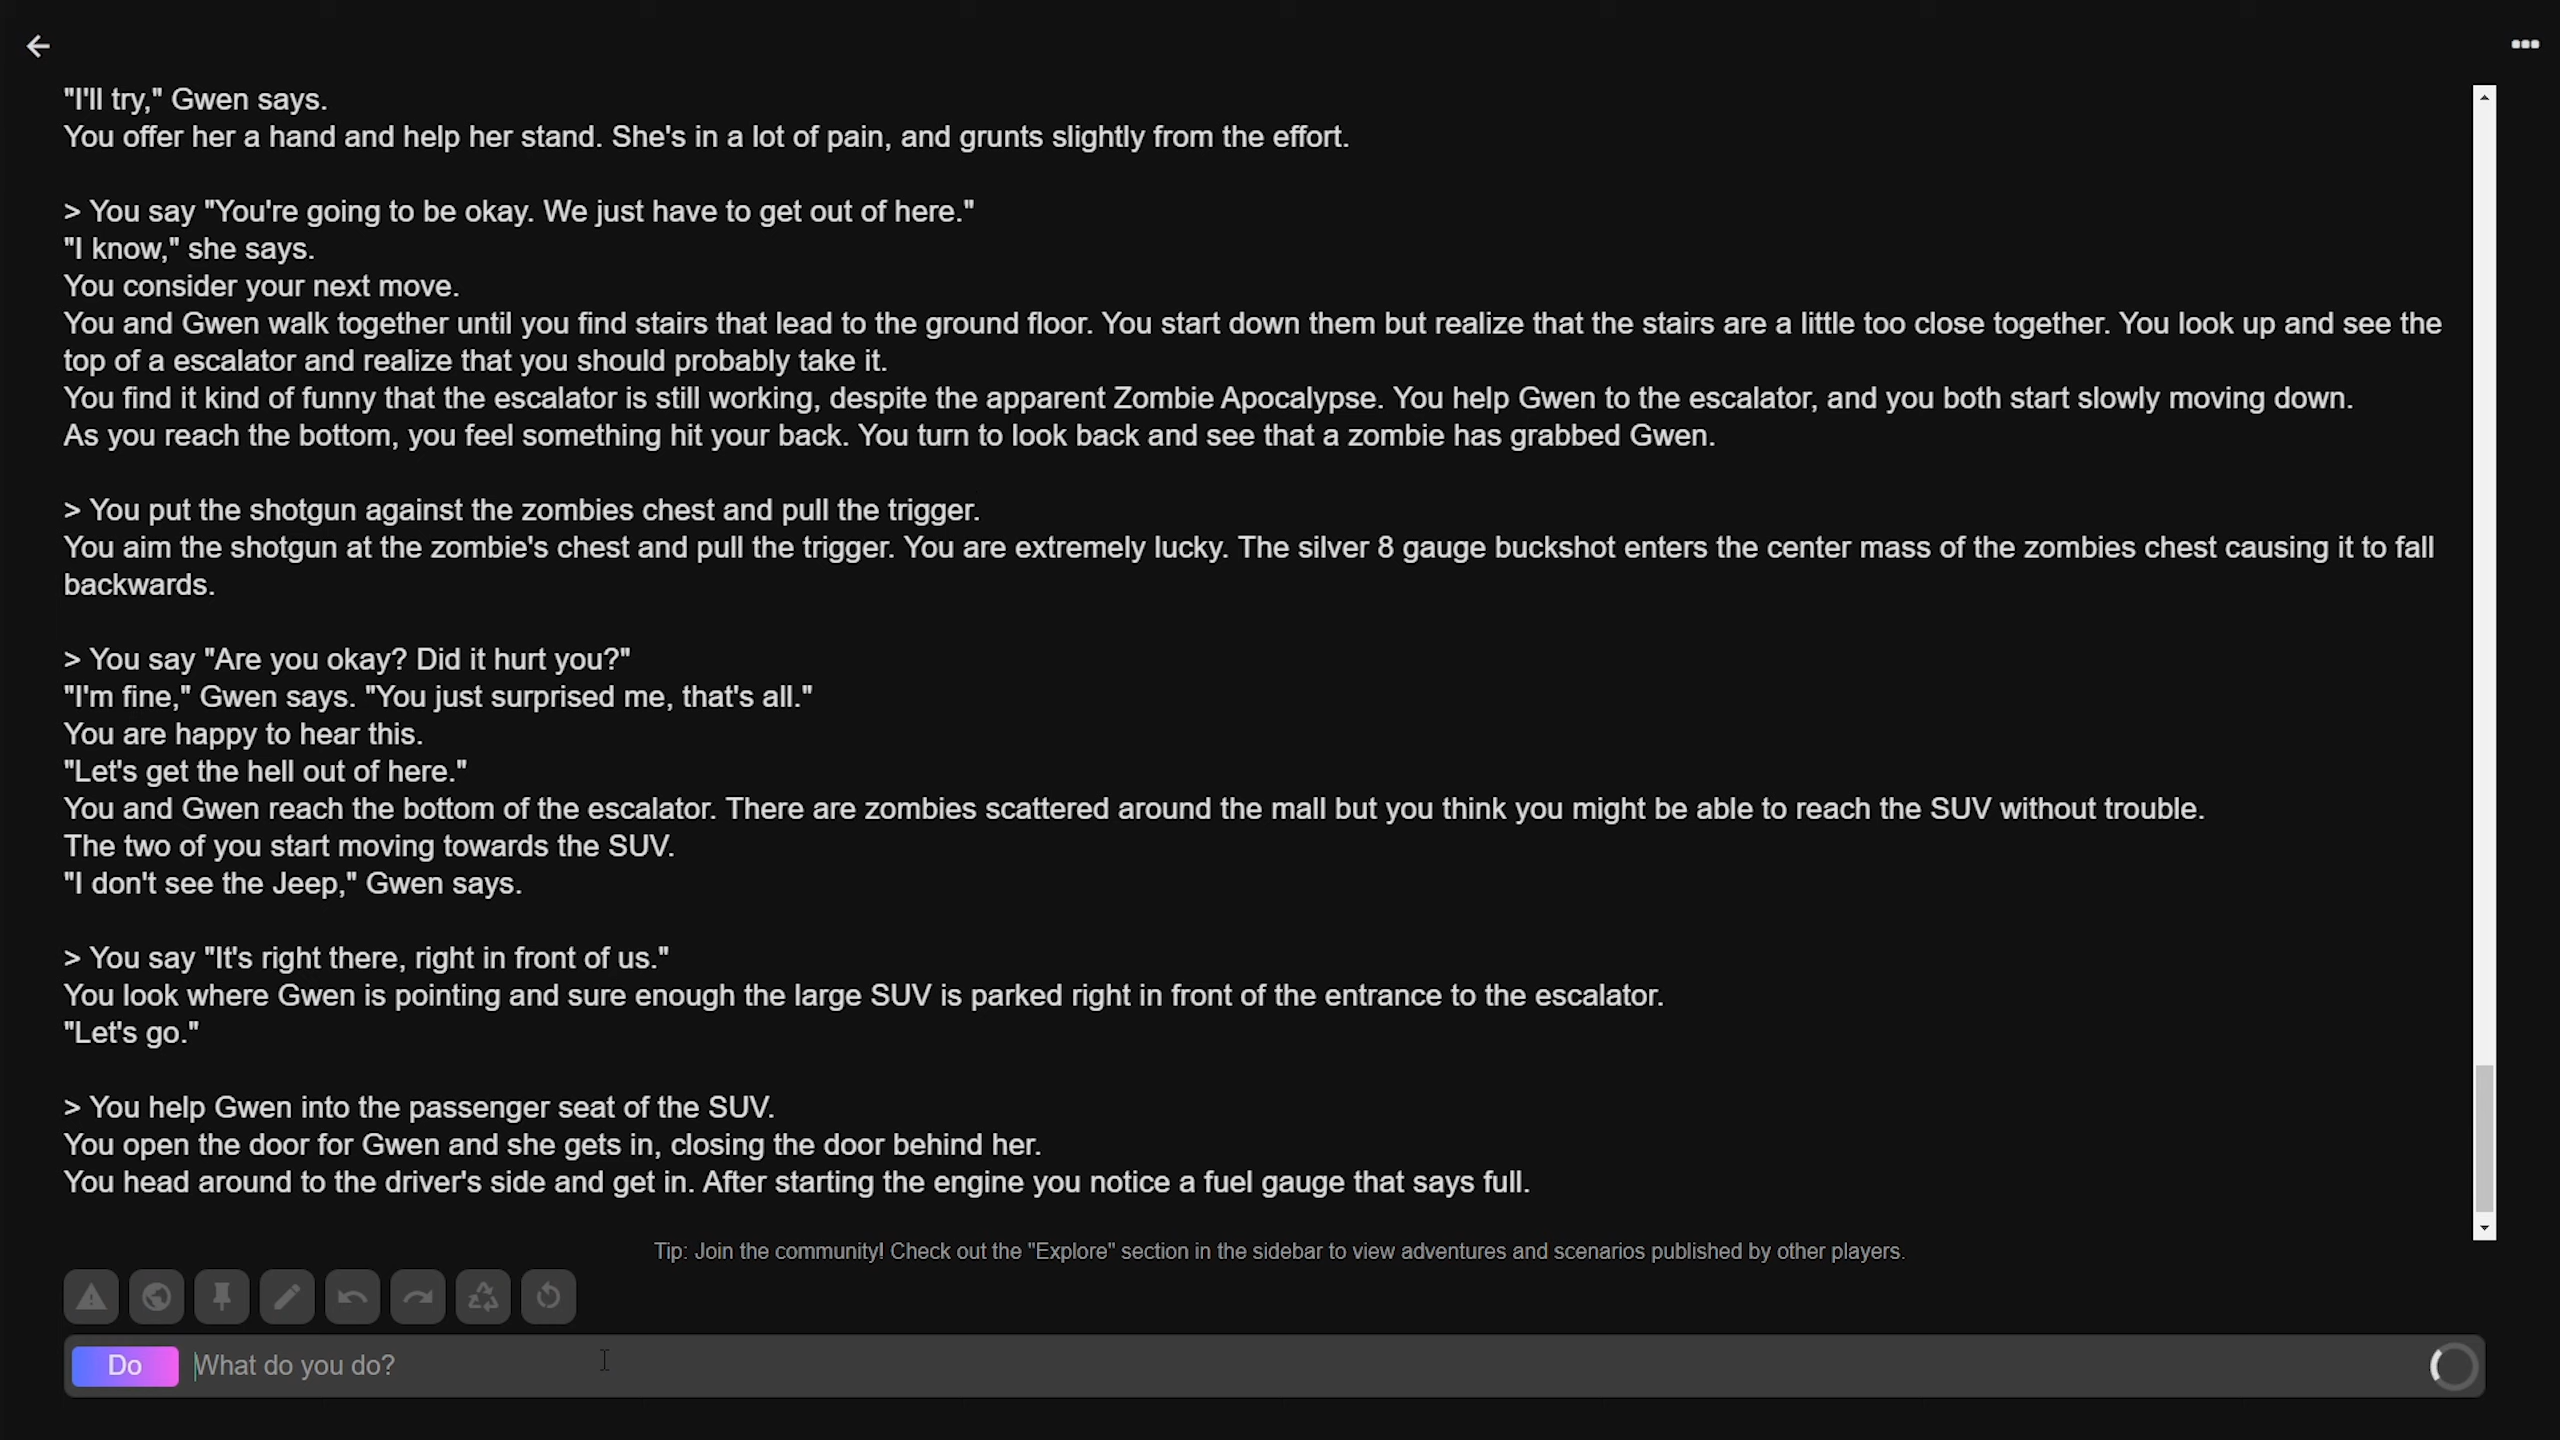 "I'll try," Gwen says.
You offer her a hand and help her stand. She's in a lot of pain, and grunts slightly from the effort.
> You say "You're going to be okay. We just have to get out of here."
"I know," she says.
You consider your next move.
You and Gwen walk together until you find stairs that lead to the ground floor. You start down them but realize that the stairs are a little too close together. You look up and see the
top of a escalator and realize that you should probably take it.
You find it kind of funny that the escalator is still working, despite the apparent Zombie Apocalypse. You help Gwen to the escalator, and you both start slowly moving down.
As you reach the bottom, you feel something hit your back. You turn to look back and see that a zombie has grabbed Gwen.
> You put the shotgun against the zombies chest and pull the trigger.
You aim the shotgun at the zombie's chest and pull the trigger. You are extremely lucky. The silver 8 gauge buckshot enters the center mass of the zombies chest causing it to fall
backwards.
> You say "Are you okay? Did it hurt you?"
"I'm fine," Gwen says. "You just surprised me, that's all."
You are happy to hear this.
"Let's get the hell out of here."
You and Gwen reach the bottom of the escalator. There are zombies scattered around the mall but you think you might be able to reach the SUV without trouble.
The two of you start moving towards the SUV.
"I don't see the Jeep," Gwen says.
> You say "It's right there, right in front of us."
You look where Gwen is pointing and sure enough the large SUV is parked right in front of the entrance to the escalator.
"Let's go."
> You help Gwen into the passenger seat of the SUV.
You open the door for Gwen and she gets in, closing the door behind her.
You head around to the driver's side and get in. After starting the engine you notice a fuel gauge that says full.
Tip: Join the community! Check out the "Explore" section in the sidebar to view adventures and scenarios published by other players.
Do What do you do?